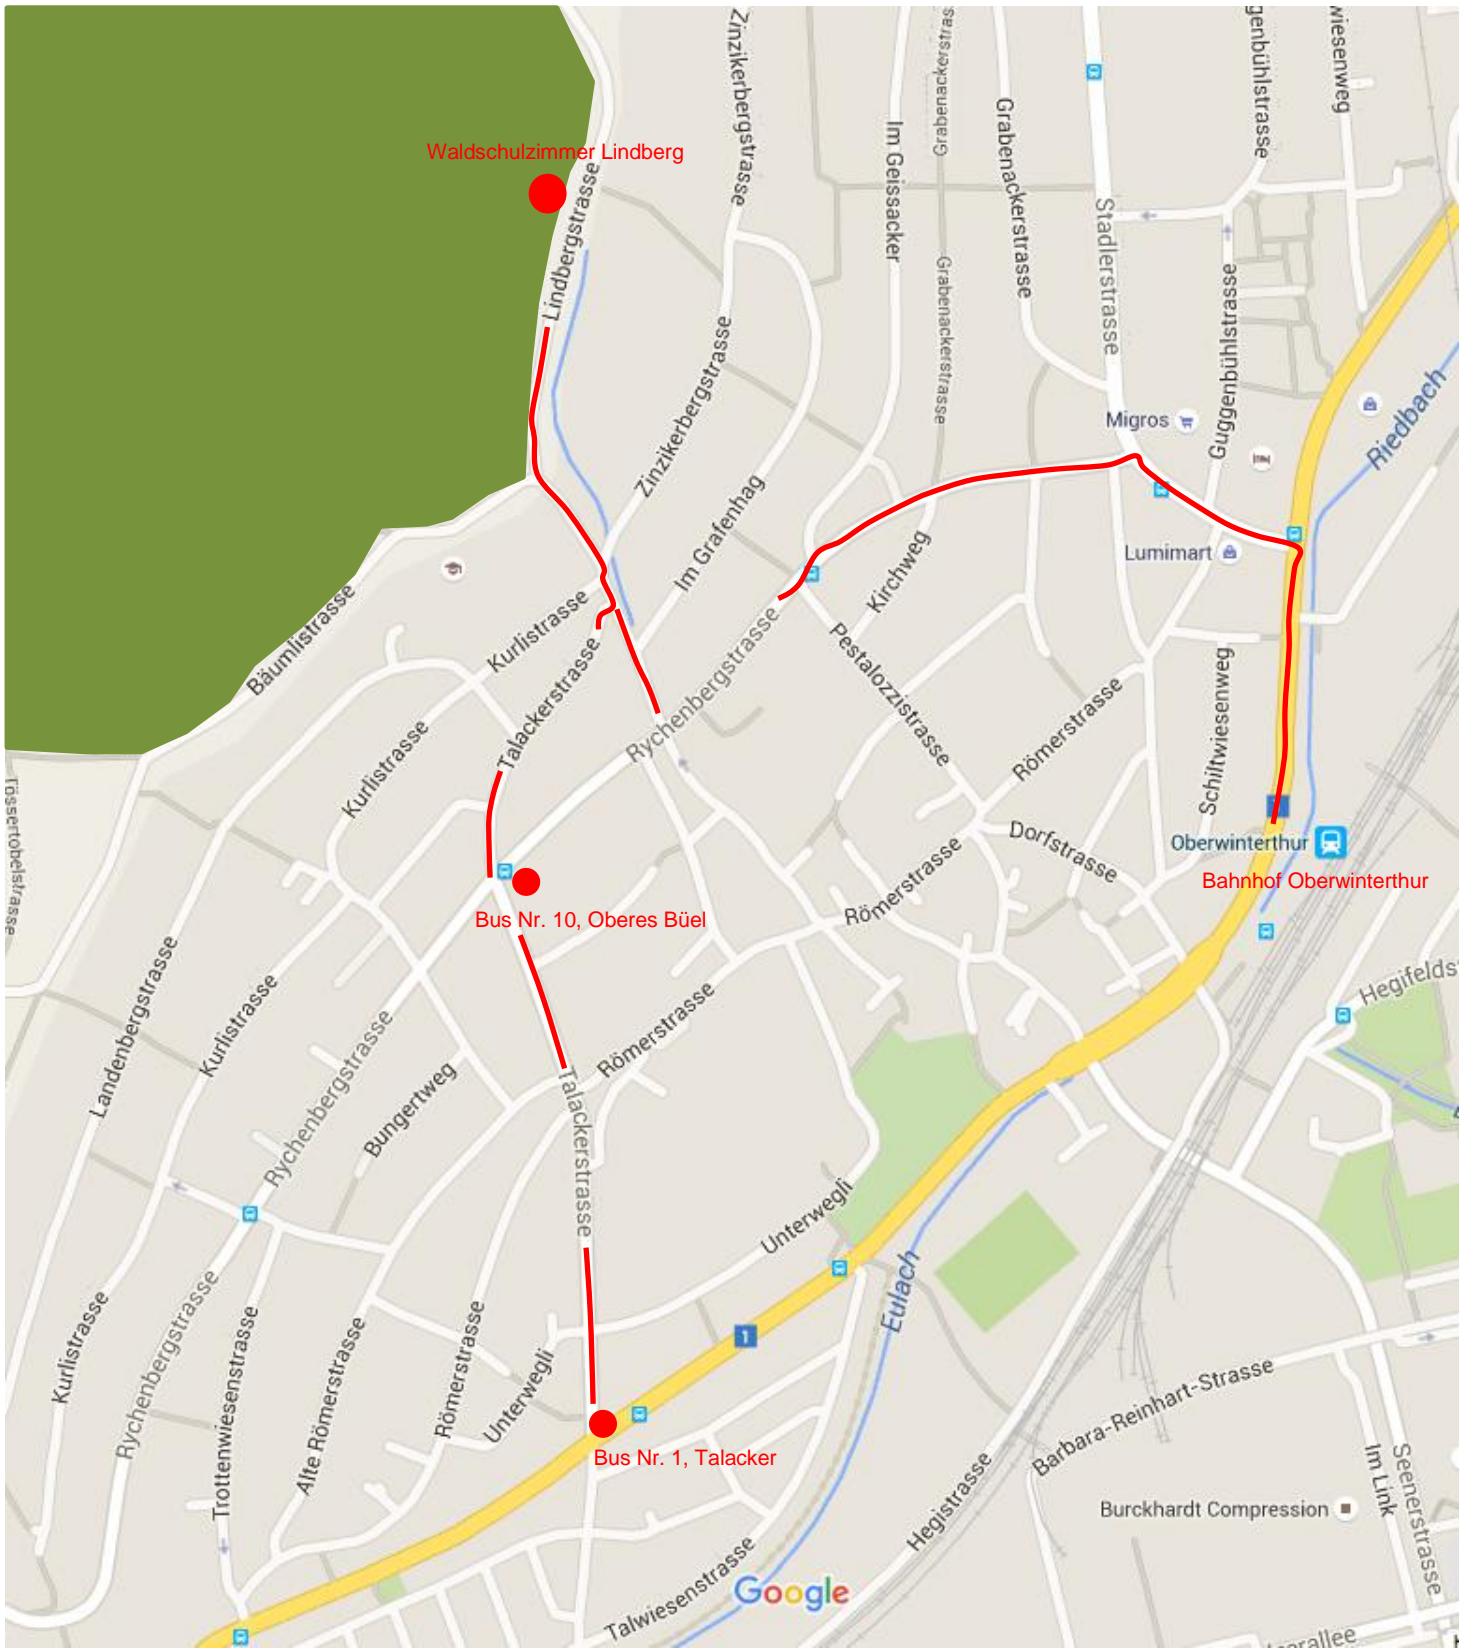 Zinzikerbergstrasse
Grabenackerstrasse
Waldschulzimmer Lindberg
Lindbergstrasse
Im Geissacker
Grabenackerstrasse
Stadlerstrasse
Guggenbühlstrasse
Zinzikerbergstrasse
Grabenackerstrasse
Migros
Riedbach
Im Grafenhag
Lumimart
Kirchweg
Bäumlistrasse
Kurlistrasse
Talackerstrasse
Rychenbergstrasse
Pestalozzistrasse
Römerstrasse
Schiltwiesenweg
Kurlistrasse
Tössertobelstrasse
Dorfstrasse
Oberwinterthur
Bahnhof Oberwinterthur
Römerstrasse
Bus Nr. 10, Oberes Büel
Landenbergstrasse
Kurlistrasse
Rychenbergstrasse
Römerstrasse
Bungertweg
Talackerstrasse
Unterwegli
Eulach
1
Kurlistrasse
Rychenbergstrasse
Trottenwiesenstrasse
Alte Römerstrasse
Römerstrasse
Unterwegli
Bus Nr. 1, Talacker
Barbara-Reinhart-Strasse
Hegistrasse
Im Link
Seenerstrasse
Burckhardt Compression
Talwiesenstrasse
Google